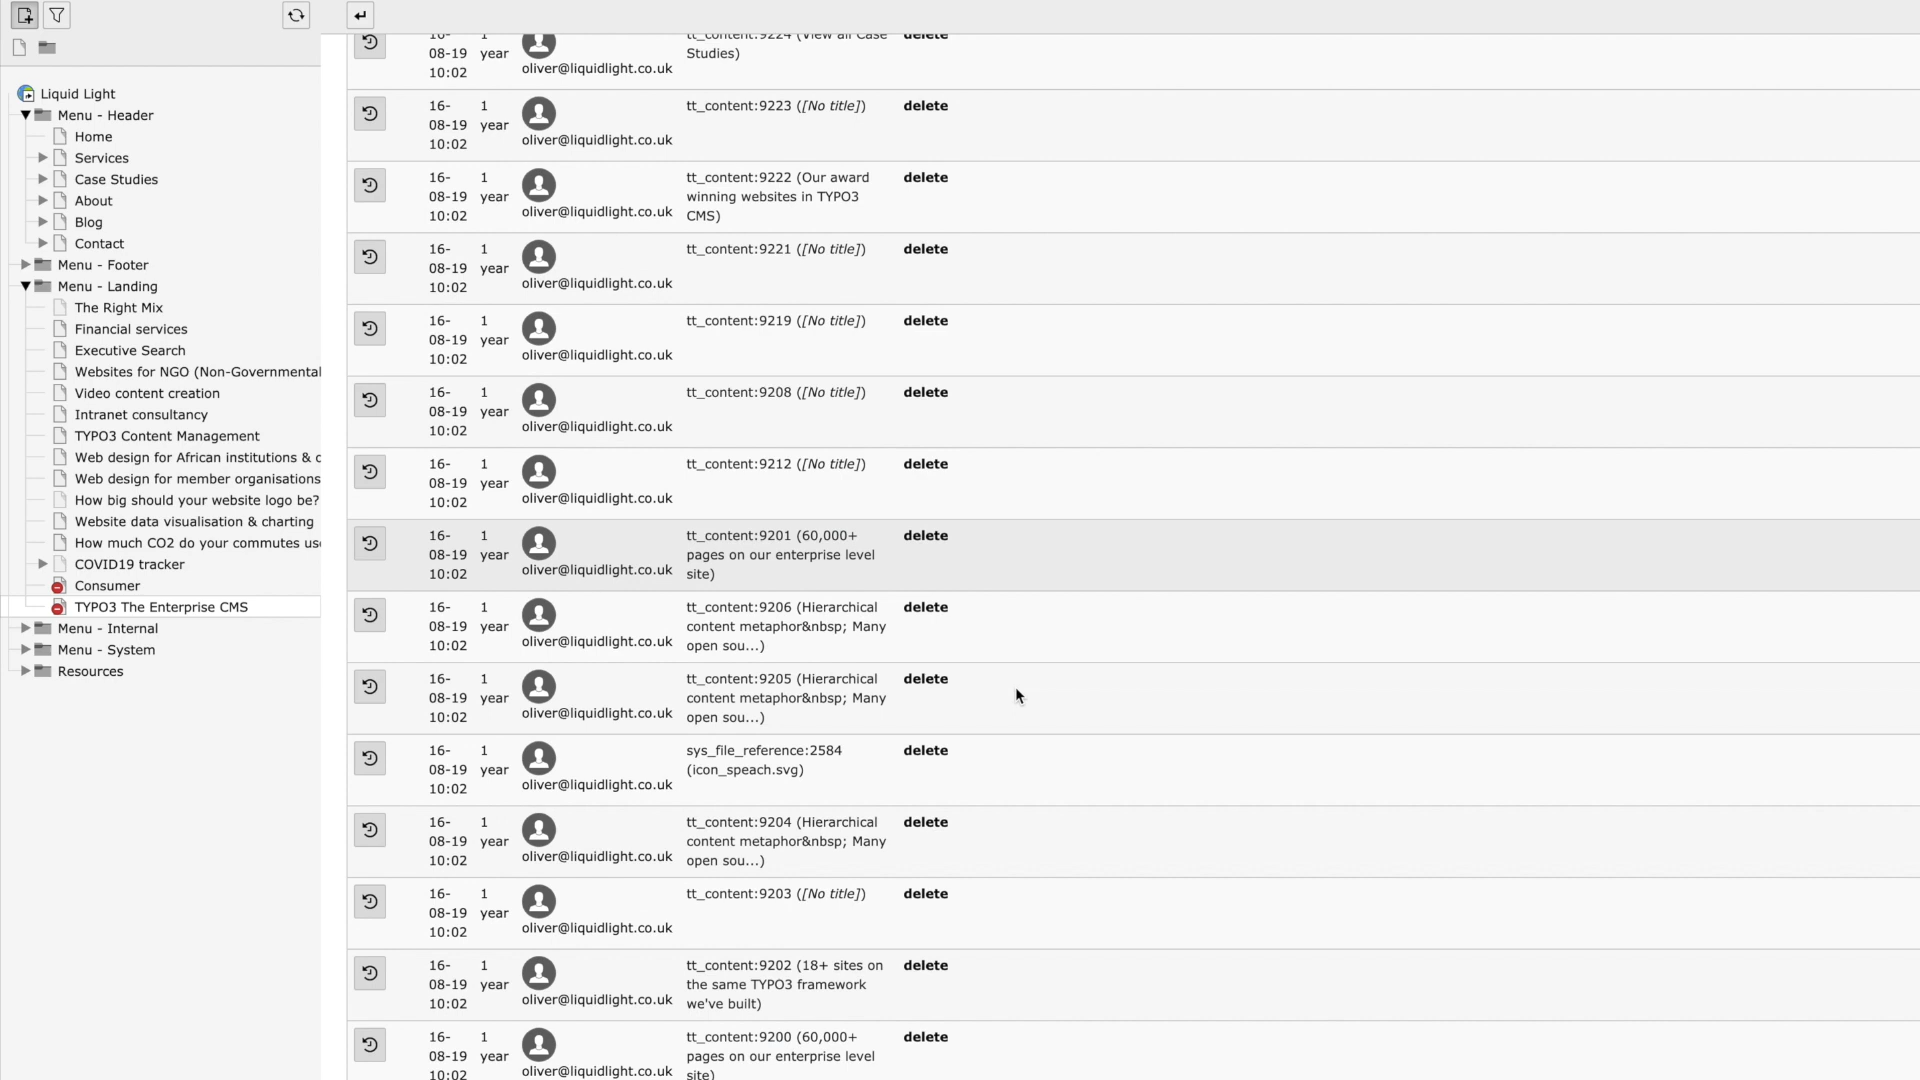 Liquid Light
Menu - Header
Home
Services
Case Studies
About
Blog
Contact
Menu - Footer
Menu - Landing
The Right Mix
Financial services
Executive Search
Websites for NGO (Non-Governmental
Video content creation
Intranet consultancy
TYPO3 Content Management
Web design for African institutions & c
Web design for member organisations
How big should your website logo be?
Website data visualisation & charting
How much CO2 do your commutes us
COVID19 tracker
Consumer
TYPO3 The Enterprise CMS
Menu - Internal
Menu - System
Resources
16- 1 tt_content:9224 (View all Case delete
08-19 year Studies)
10:02 oliver@liquidlight.co.uk
16- 1 tt_content:9223 ([No title]) delete
08-19 year
10:02 oliver@liquidlight.co.uk
16- 1 tt_content:9222 (Our award delete
08-19 year winning websites in TYPO3
10:02 oliver@liquidlight.co.uk CMS)
16- 1 tt_content:9221 ([No title]) delete
08-19 year
10:02 oliver@liquidlight.co.uk
16- 1 tt_content:9219 ([No title]) delete
08-19 year
10:02 oliver@liquidlight.co.uk
16- 1 tt_content:9208 ([No title]) delete
08-19 year
10:02 oliver@liquidlight.co.uk
16- 1 tt_content:9212 ([No title]) delete
08-19 year
10:02 oliver@liquidlight.co.uk
16- 1 tt_content:9201 (60,000+ delete
08-19 year pages on our enterprise level
10:02 oliver@liquidlight.co.uk site)
16- 1 tt_content:9206 (Hierarchical delete
08-19 year content metaphor&nbsp; Many
10:02 oliver@liquidlight.co.uk open sou...)
16- 1 tt_content:9205 (Hierarchical delete
08-19 year content metaphor&nbsp; Many
10:02 oliver@liquidlight.co.uk open sou...)
16- 1 sys_file_reference:2584 delete
08-19 year (icon_speach.svg)
10:02 oliver@liquidlight.co.uk
16- 1 tt_content:9204 (Hierarchical delete
08-19 year content metaphor&nbsp; Many
10:02 oliver@liquidlight.co.uk open sou...)
16- 1 tt_content:9203 ([No title]) delete
08-19 year
10:02 oliver@liquidlight.co.uk
16- 1 tt_content:9202 (18+ sites on delete
08-19 year the same TYPO3 framework
10:02 oliver@liquidlight.co.uk we've built)
16- 1 tt_content:9200 (60,000+ delete
08-19 year pages on our enterprise level
10:02 oliver@liquidlight.co.uk site)